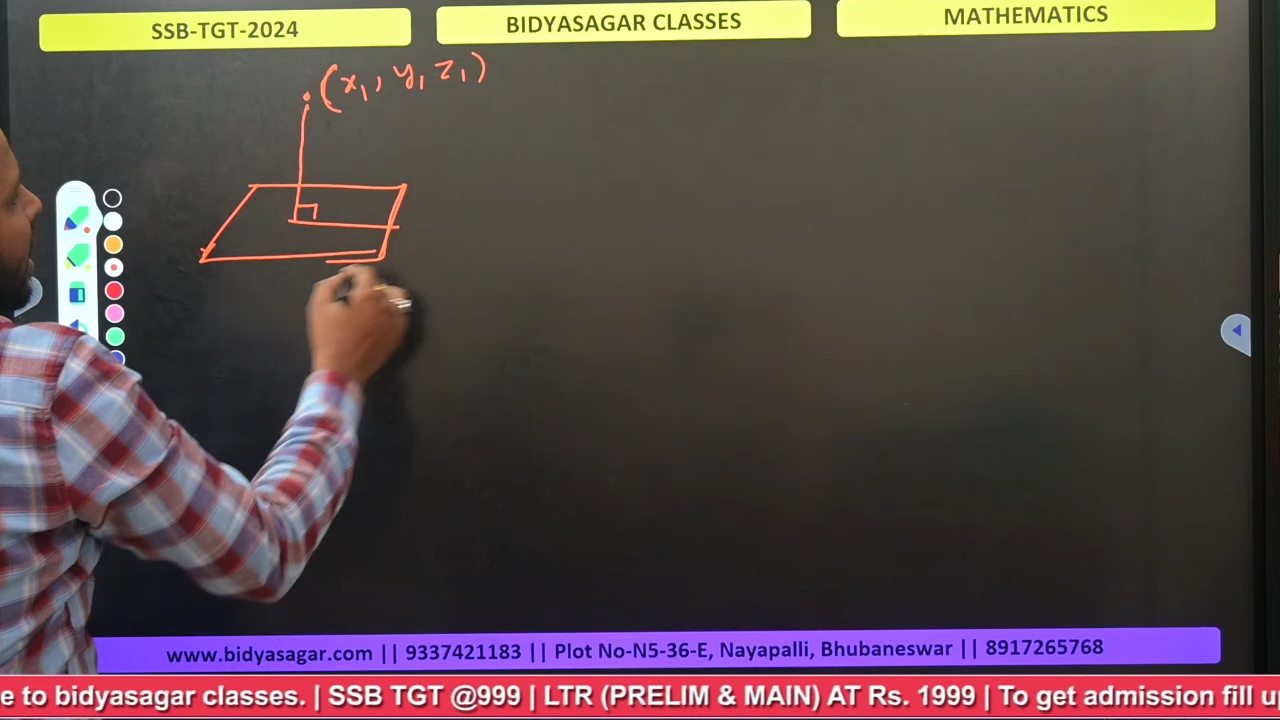 SSB-TGT-2024
BIDYASAGAR CLASSES
MATHEMATICS
(x₁, y₁ z₁)
www.bidyasagar.com || 9337421183 || Plot No-N5-36-E, Nayapalli, Bhubaneswar || 8917265768
e to bidyasagar classes. | SSB TGT @999 | LTR (PRELIM & MAIN) AT Rs. 1999 | To get admission fill u